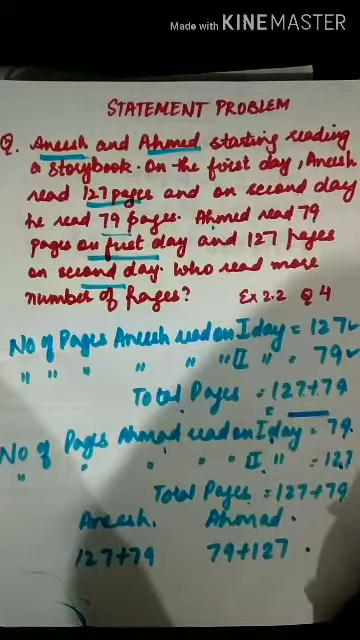 Made with KINEMASTER
STATEMENT PROBLEM
Q. Aneesh and Ahmed starting reading
a storybook. On the first day, Aneesh
read 127 pages and on second day
he read 79 pages. Ahmed read 79
pages on first day and 127 pages
on second day. Who read more
number of pages? Ex 2.2 Q 4
No of Pages Aneesh read on I day = 127
" " " " " " II " = 79
Total Pages = 127+79
=
No of Pages Ahmad read on I day = 79.
" " " " II " = 127
Total Pages = 127+79
Aneesh. Ahmad.
127+79 79+127.